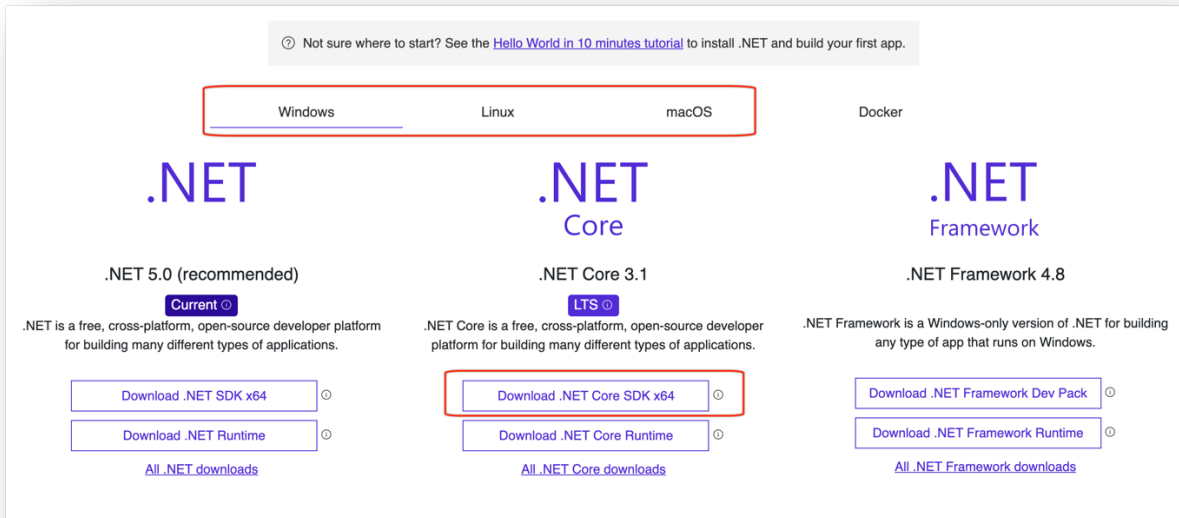 Not sure where to start? See the Hello World in 10 minutes tutorial to install .NET and build your first app.
Windows
Linux
macOS
Docker
.NET
.NET 5.0 (recommended)
Current
.NET is a free, cross-platform, open-source developer platform
for building many different types of applications.
Download .NET SDK x64
Download .NET Runtime
All .NET downloads
.NET
Core
.NET Core 3.1
LTS
.NET Core is a free, cross-platform, open-source developer
platform for building many different types of applications.
Download .NET Core SDK x64
Download .NET Core Runtime
All .NET Core downloads
.NET
Framework
.NET Framework 4.8
.NET Framework is a Windows-only version of .NET for building
any type of app that runs on Windows.
Download .NET Framework Dev Pack
Download .NET Framework Runtime
All .NET Framework downloads